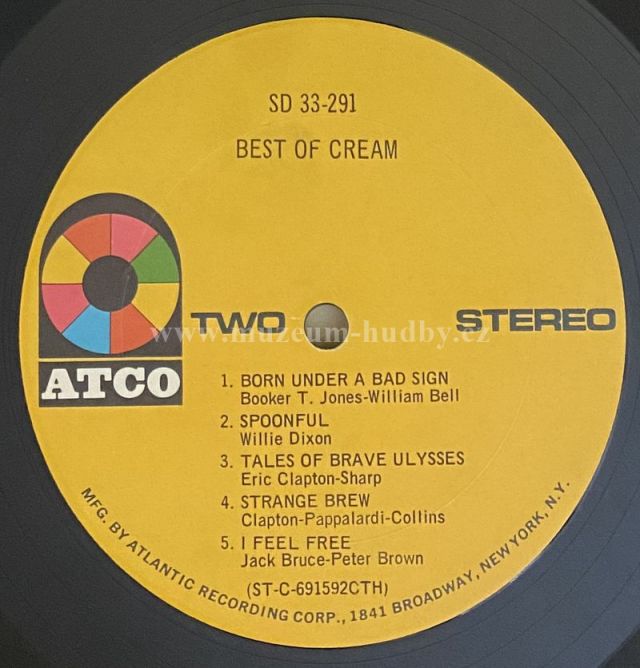 SD 33-291
BEST OF CREAM
ATCO
TWO
STEREO
www.muzeum-hudby.cz
1. BORN UNDER A BAD SIGN
Booker T. Jones-William Bell
2. SPOONFUL
Willie Dixon
3. TALES OF BRAVE ULYSSES
Eric Clapton-Sharp
4. STRANGE BREW
Clapton-Pappalardi-Collins
5. I FEEL FREE
Jack Bruce-Peter Brown
(ST-C-691592CTH)
MFG. BY ATLANTIC RECORDING CORP., 1841 BROADWAY, NEW YORK, N.Y.